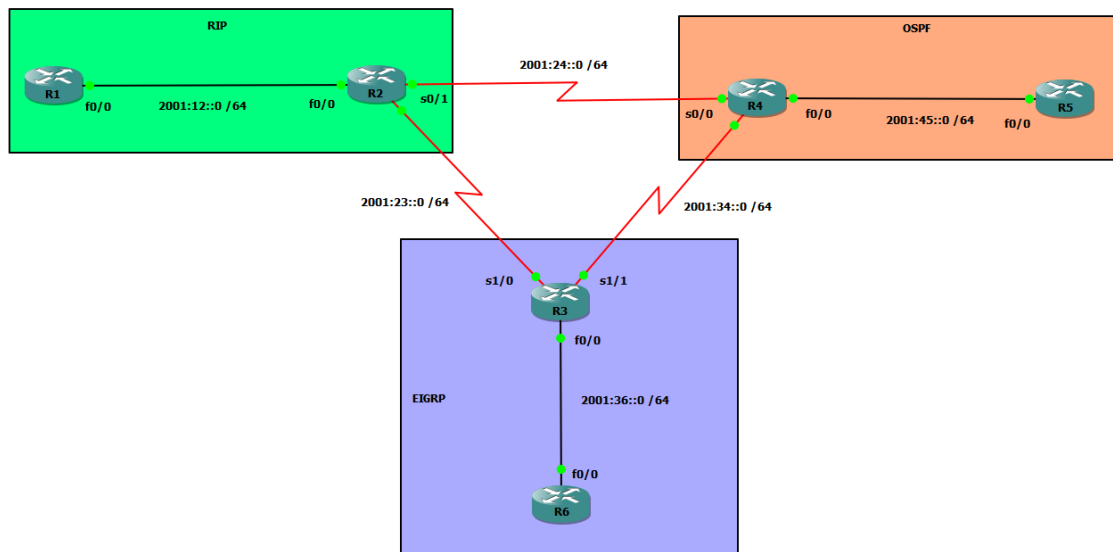 RIP
OSPF
2001:24::0 /64
R1
f0/0
2001:12::0 /64
f0/0
R2
s0/1
s0/0
R4
f0/0
2001:45::0 /64
f0/0
R5
2001:23::0 /64
2001:34::0 /64
s1/0
s1/1
R3
f0/0
EIGRP
2001:36::0 /64
f0/0
R6